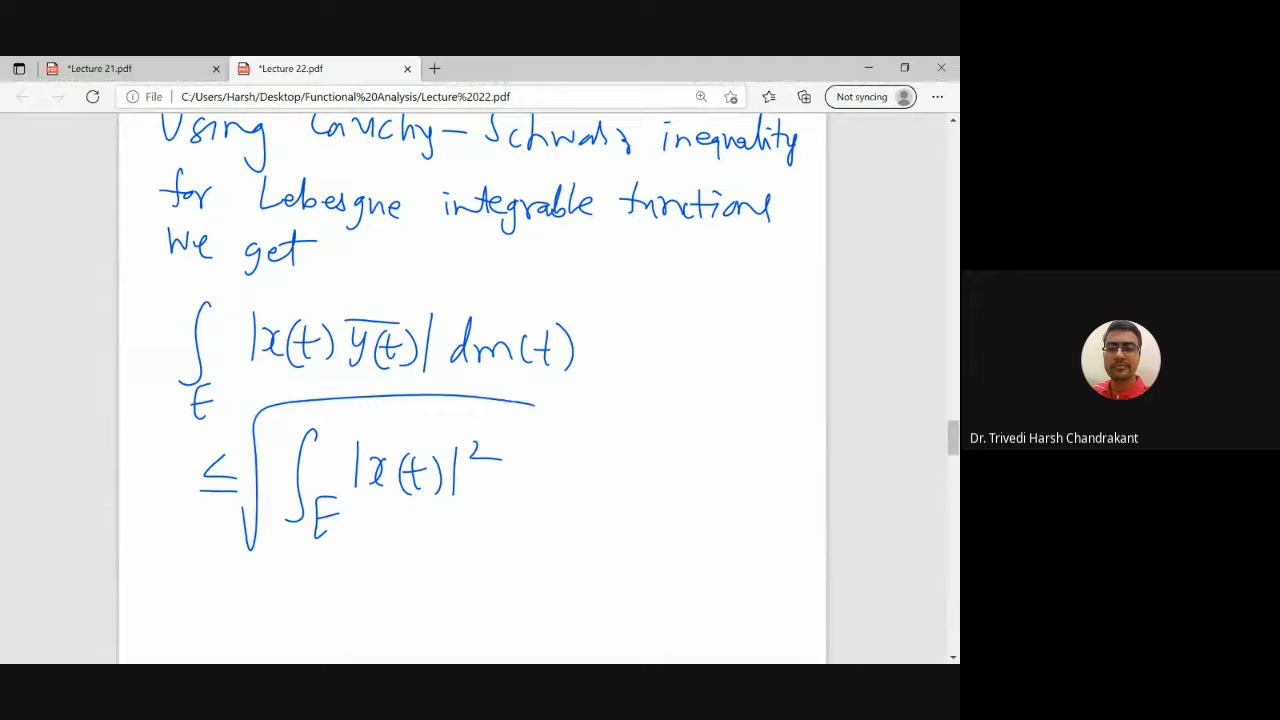 *Lecture 21.pdf
*Lecture 22.pdf
File
C:/Users/Harsh/Desktop/Functional%20Analysis/Lecture%2022.pdf
Not syncing
Using Cauchy-Schwarz inequality
for Lebesgue integrable functions
We get
∫_E |x(t) \overline{y(t)}| dm(t)
≤ √∫_E |x(t)|²
Dr. Trivedi Harsh Chandrakant